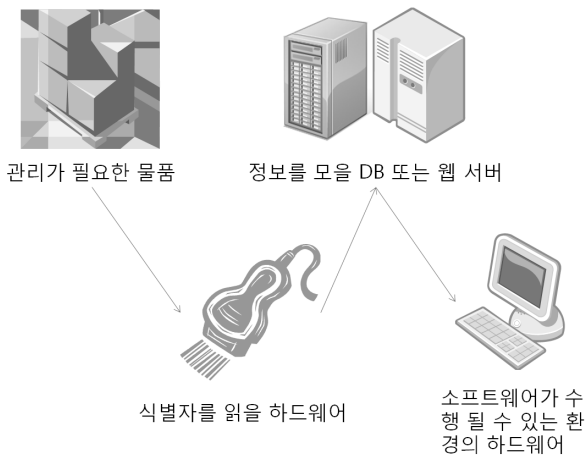 관리가 필요한 물품
정보를 모을 DB 또는 웹 서버
식별자를 읽을 하드웨어
소프트웨어가 수
행 될 수 있는 환
경의 하드웨어